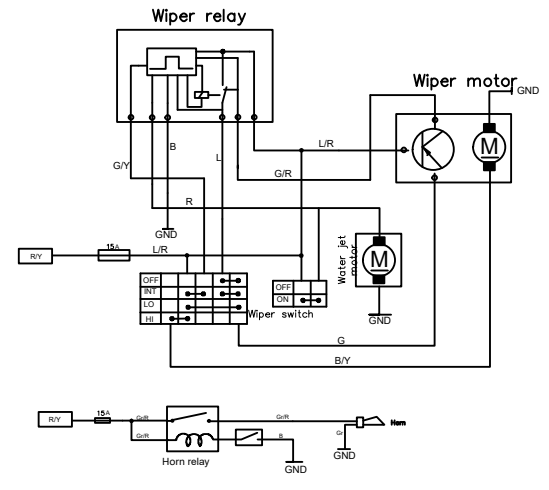 Wiper relay
Wiper motor
GND
B
L
L/R
G/Y
G/R
R
GND
15A
L/R
R/Y
Water jet motor
M
M
OFF
INT
LO
HI
OFF
ON
Wiper switch
GND
G
B/Y
R/Y
15A
Gr/R
Gr/R
Horn
Gr/R
B
Gr
Horn relay
GND
GND